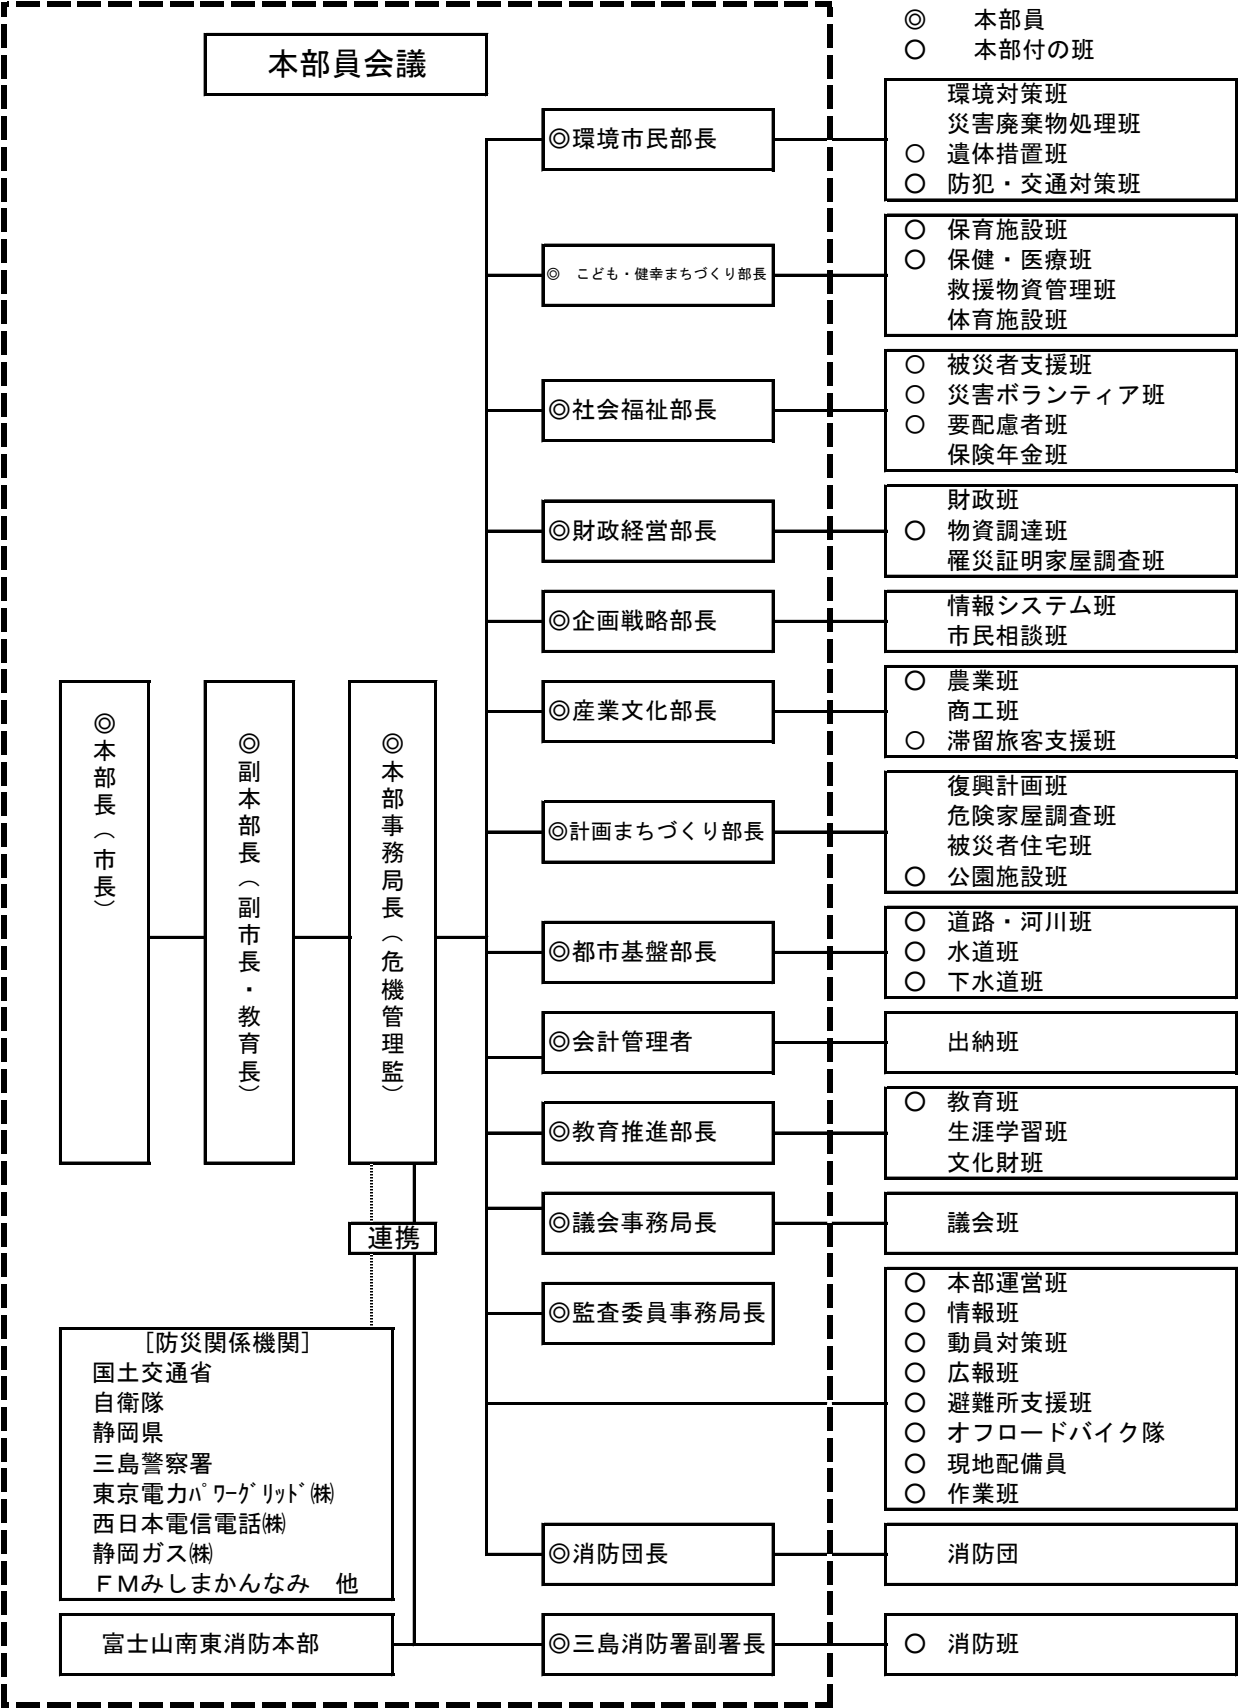 ◎　本部員
○　本部付の班
本部員会議
◎環境市民部長
環境対策班
災害廃棄物処理班
○　遺体措置班
○　防犯・交通対策班
◎　こども・健幸まちづくり部長
○　保育施設班
○　保健・医療班
救援物資管理班
体育施設班
◎社会福祉部長
○　被災者支援班
○　災害ボランティア班
○　要配慮者班
保険年金班
◎財政経営部長
財政班
○　物資調達班
罹災証明家屋調査班
◎企画戦略部長
情報システム班
市民相談班
◎産業文化部長
○　農業班
商工班
○　滞留旅客支援班
◎計画まちづくり部長
復興計画班
危険家屋調査班
被災者住宅班
○　公園施設班
◎都市基盤部長
○　道路・河川班
○　水道班
○　下水道班
◎会計管理者
出納班
◎教育推進部長
○　教育班
生涯学習班
文化財班
◎議会事務局長
議会班
◎監査委員事務局長
○　本部運営班
○　情報班
○　動員対策班
○　広報班
○　避難所支援班
○　オフロードバイク隊
○　現地配備員
○　作業班
◎消防団長
消防団
◎三島消防署副署長
○　消防班
◎本部長（市長）
◎副本部長（副市長・教育長）
◎本部事務局長（危機管理監）
連携
［防災関係機関］
国土交通省
自衛隊
静岡県
三島警察署
東京電力ﾊﾟﾜｰｸﾞﾘｯﾄﾞ㈱
西日本電信電話㈱
静岡ガス㈱
ＦＭみしまかんなみ　他
富士山南東消防本部